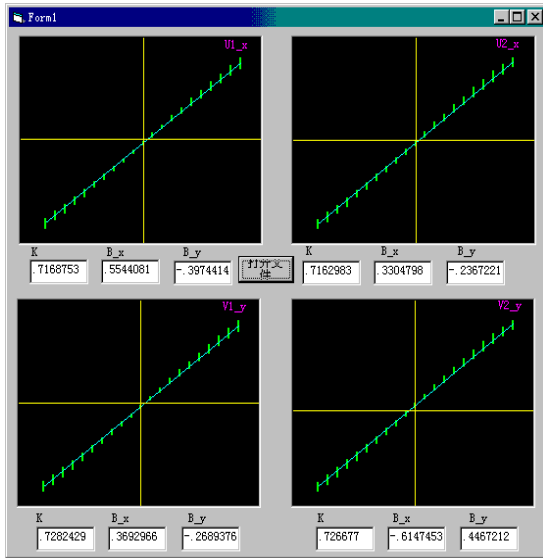 Form1
U1_x
U2_x
K B_x B_y
.7168753 .5544081 -.3974414
打开文件
K B_x B_y
.7162983 .3304798 -.2367221
V1_y
V2_y
K B_x B_y
.7282429 .3692966 -.2689376
K B_x B_y
.726677 -.6147453 .4467212